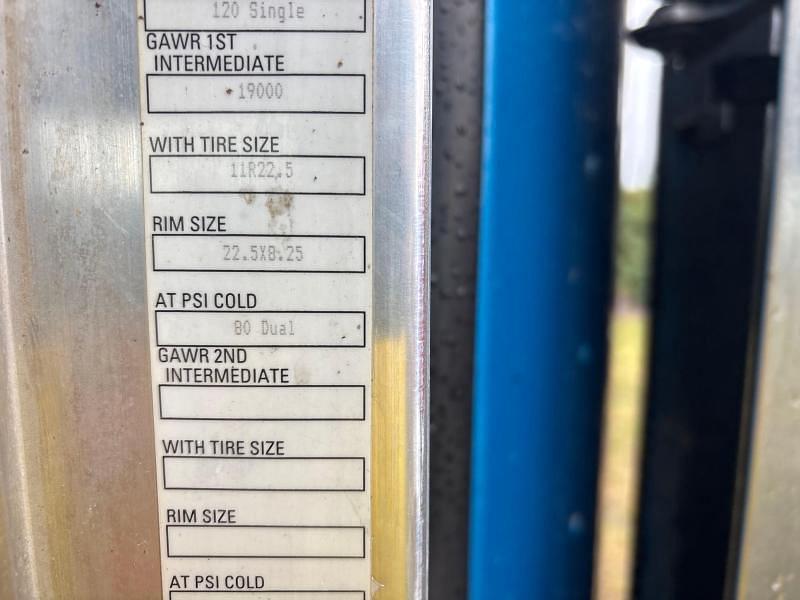 120 Single
GAWR 1ST
INTERMEDIATE
19000
WITH TIRE SIZE
11R22.5
RIM SIZE
22.5X8.25
AT PSI COLD
80 Dual
GAWR 2ND
INTERMEDIATE
WITH TIRE SIZE
RIM SIZE
AT PSI COLD